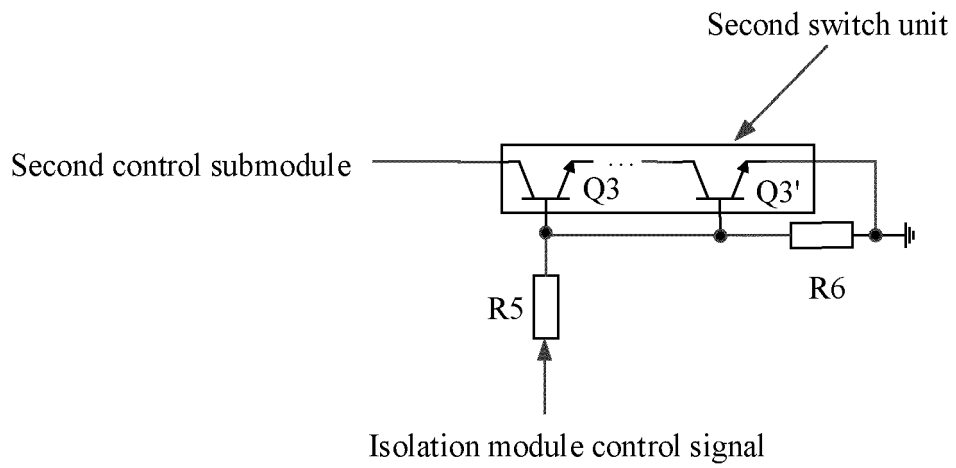 Second switch unit
Second control submodule
...
Q3
Q3'
R6
R5
Isolation module control signal